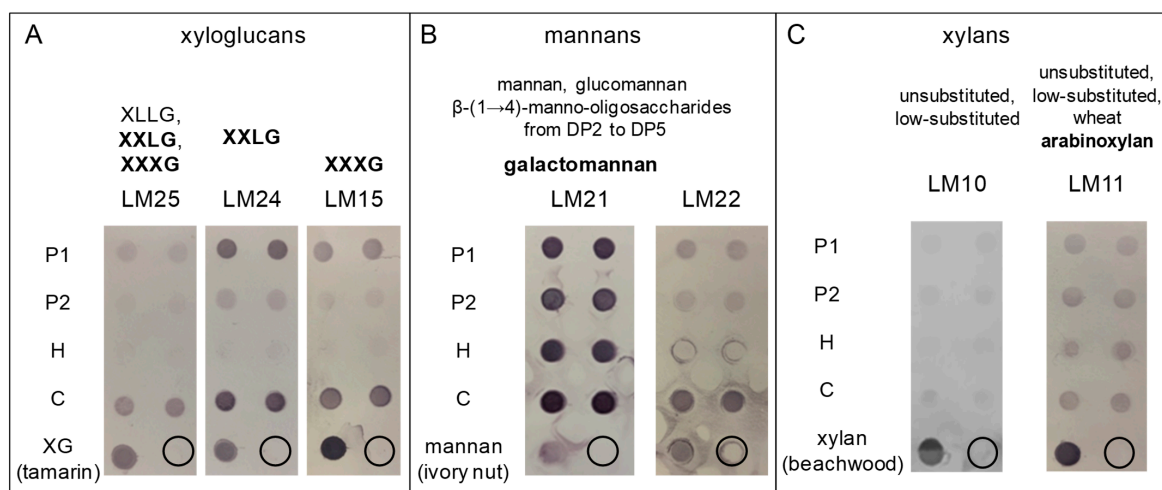 A
xyloglucans
XLLG,
XXLG,
XXXG
XXLG
XXXG
LM25
LM24
LM15
P1
P2
H
C
XG
(tamarin)
B
mannans
mannan, glucomannan
β-(1→4)-manno-oligosaccharides
from DP2 to DP5
galactomannan
LM21
LM22
P1
P2
H
C
mannan
(ivory nut)
C
xylans
unsubstituted,
low-substituted
unsubstituted,
low-substituted,
wheat
arabinoxylan
LM10
LM11
P1
P2
H
C
xylan
(beachwood)